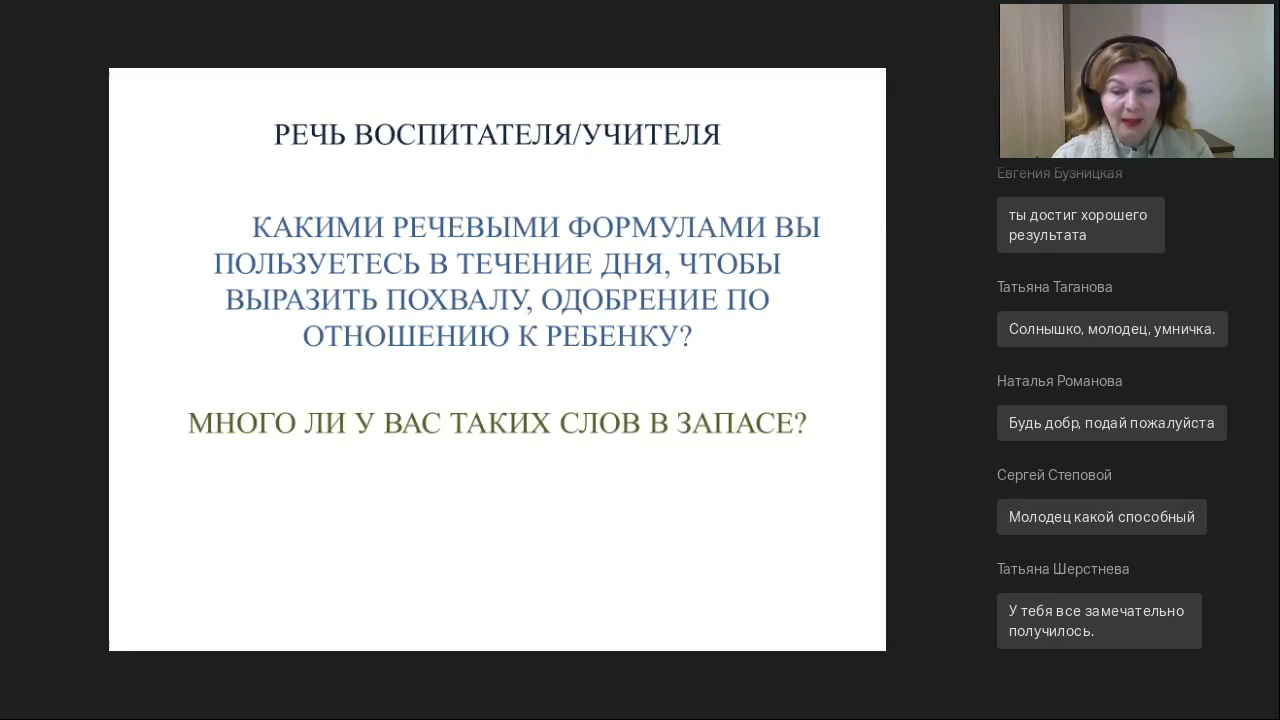 РЕЧЬ ВОСПИТАТЕЛЯ/УЧИТЕЛЯ
КАКИМИ РЕЧЕВЫМИ ФОРМУЛАМИ ВЫ
ПОЛЬЗУЕТЕСЬ В ТЕЧЕНИЕ ДНЯ, ЧТОБЫ
ВЫРАЗИТЬ ПОХВАЛУ, ОДОБРЕНИЕ ПО
ОТНОШЕНИЮ К РЕБЕНКУ?
МНОГО ЛИ У ВАС ТАКИХ СЛОВ В ЗАПАСЕ?
Евгения Бузницкая
ты достиг хорошего
результата
Татьяна Таганова
Солнышко, молодец, умничка.
Наталья Романова
Будь добр, подай пожалуйста
Сергей Степовой
Молодец какой способный
Татьяна Шерстнева
У тебя все замечательно
получилось.